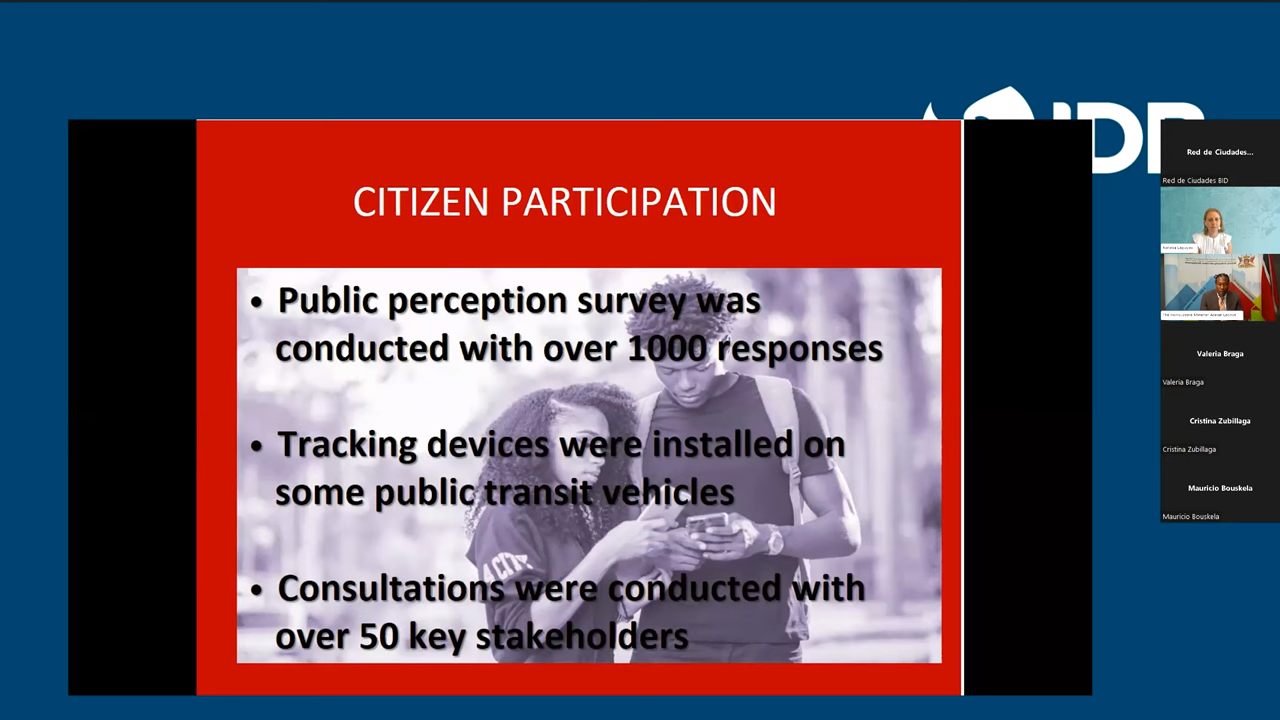 IDB
CITIZEN PARTICIPATION
• Public perception survey was
conducted with over 1000 responses
• Tracking devices were installed on
some public transit vehicles
• Consultations were conducted with
over 50 key stakeholders
Red de Ciudades...
Red de Ciudades BID
Valeria Braga
Valeria Braga
Cristina Zubillaga
Cristina Zubillaga
Mauricio Bouskela
Mauricio Bouskela